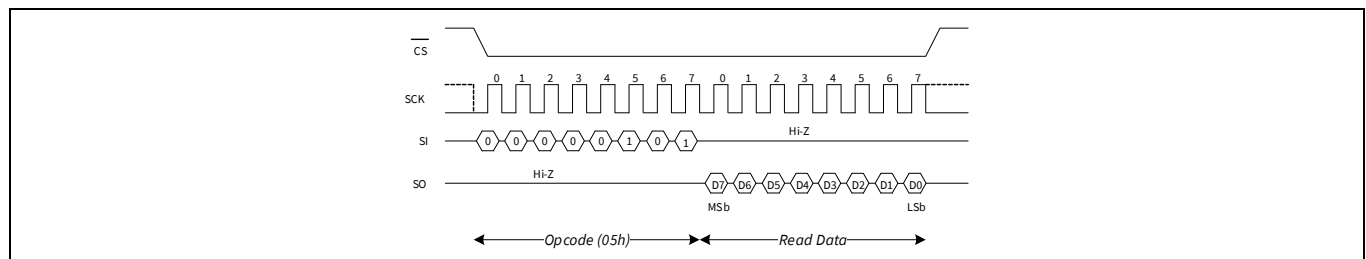 CS
0 1 2 3 4 5 6 7 0 1 2 3 4 5 6 7
SCK
Hi-Z
SI 0 0 0 0 0 1 0 1
Hi-Z
SO D7 D6 D5 D4 D3 D2 D1 D0
MSb LSb
Opcode (05h) Read Data